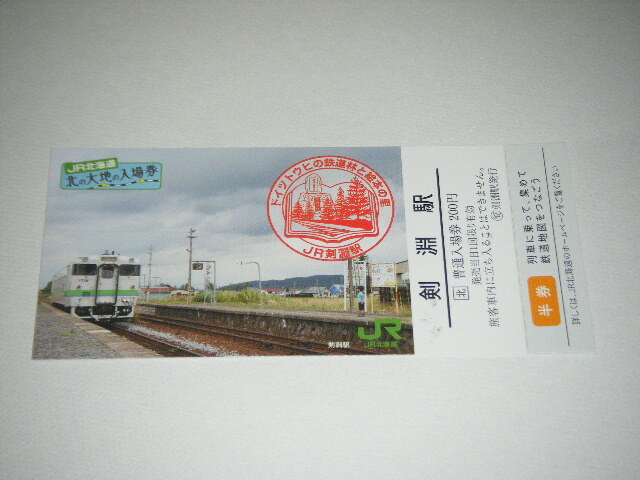 JR北海道
北の大地の入場券
ドイツトウヒの鉄道林と絵本の里
JR剣淵駅
剣淵駅
JR
JR北海道
剣淵駅
北 普通入場券 200円
発売当日1回限り有効
旅客車内に立ち入ることはできません。
剣淵駅発行
列車に乗って、集めて
鉄道地図をつなごう
半券
詳しくは、JR北海道のホームページをご覧ください